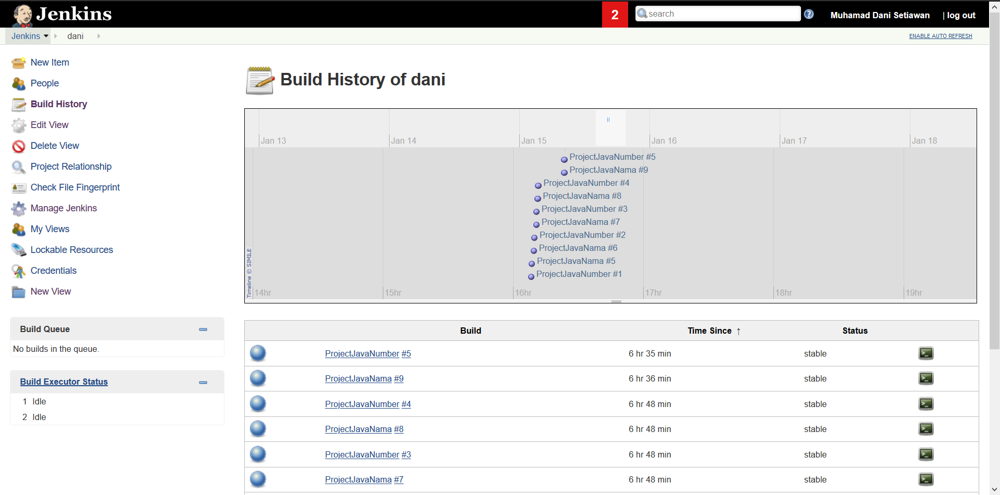 Jenkins
2
search
Muhamad Dani Setiawan
| log out
Jenkins
dani
ENABLE AUTO REFRESH
New Item
People
Build History
Edit View
Delete View
Project Relationship
Check File Fingerprint
Manage Jenkins
My Views
Lockable Resources
Credentials
New View
Build Queue
No builds in the queue.
Build Executor Status
1 Idle
2 Idle
Build History of dani
Jan 13 Jan 14 Jan 15 Jan 16 Jan 17 Jan 18
ProjectJavaNumber #5
ProjectJavaNama #9
ProjectJavaNumber #4
ProjectJavaNama #8
ProjectJavaNumber #3
ProjectJavaNama #7
ProjectJavaNumber #2
ProjectJavaNama #6
ProjectJavaNama #5
ProjectJavaNumber #1
Timeline © SIMILE
14hr 15hr 16hr 17hr 18hr 19hr
Build Time Since ↑ Status
ProjectJavaNumber #5 6 hr 35 min stable
ProjectJavaNama #9 6 hr 36 min stable
ProjectJavaNumber #4 6 hr 48 min stable
ProjectJavaNama #8 6 hr 48 min stable
ProjectJavaNumber #3 6 hr 48 min stable
ProjectJavaNama #7 6 hr 48 min stable